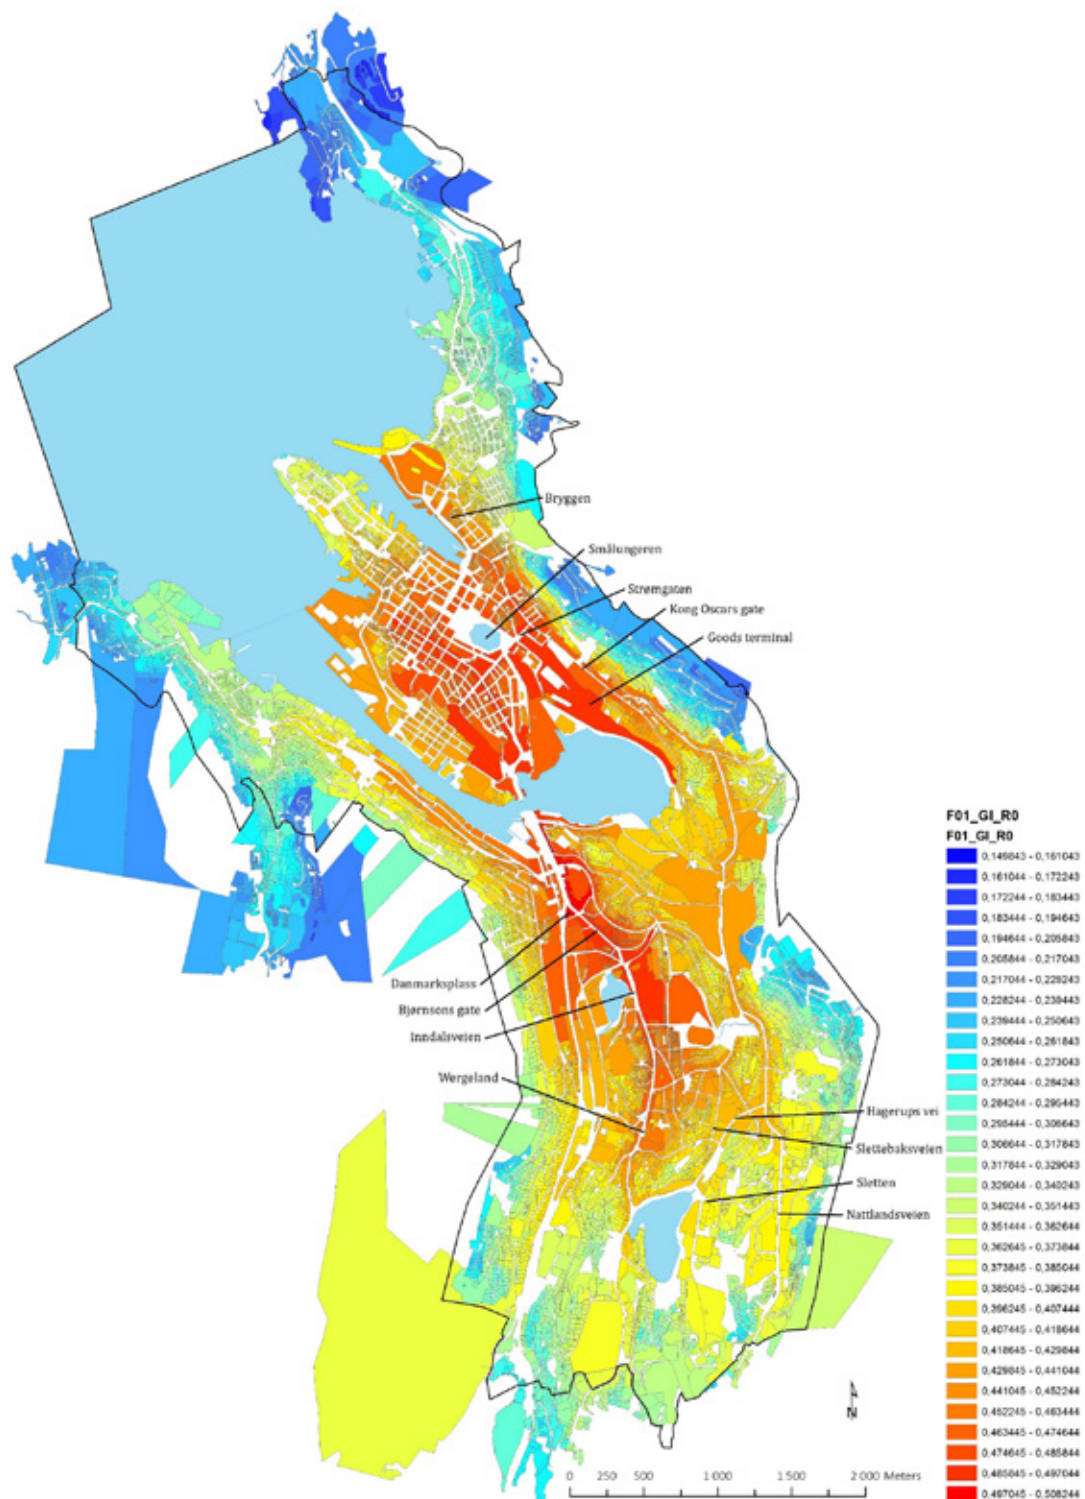 Bryggen
Smålungeren
Strømgaten
Kong Oscars gate
Goods terminal
F01_GI_R0
F01_GI_R0
0,149843 - 0,161043
0,161044 - 0,172243
0,172244 - 0,183443
0,183444 - 0,194643
0,194644 - 0,205843
0,205844 - 0,217043
0,217044 - 0,228243
0,228244 - 0,239443
0,239444 - 0,250643
0,250644 - 0,261843
0,261844 - 0,273043
0,273044 - 0,284243
0,284244 - 0,295443
0,295444 - 0,306643
0,306644 - 0,317843
0,317844 - 0,329043
0,329044 - 0,340243
0,340244 - 0,351443
0,351444 - 0,362644
0,362645 - 0,373844
0,373845 - 0,385044
0,385045 - 0,396244
0,396245 - 0,407444
0,407445 - 0,418644
0,418645 - 0,429844
0,429845 - 0,441044
0,441045 - 0,452244
0,452245 - 0,463444
0,463445 - 0,474644
0,474645 - 0,485844
0,485845 - 0,497044
0,497045 - 0,508244
Danmarksplass
Bjørnsons gate
Inndalsveien
Wergeland
Hagerups vei
Slettebaksveien
Sletten
Nattlandsveien
N
0 250 500 1 000 1 500 2 000 Meters